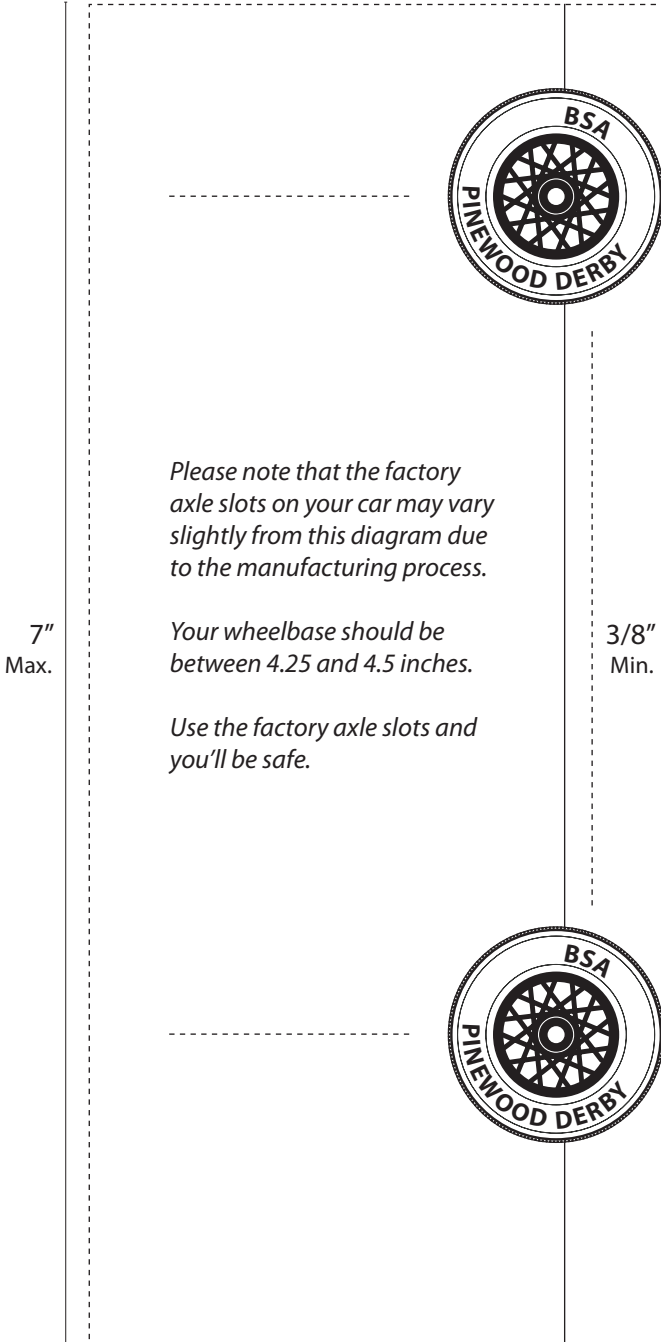 BSA
PINEWOOD DERBY
Please note that the factory
axle slots on your car may vary
slightly from this diagram due
to the manufacturing process.
7”
Max.
Your wheelbase should be
between 4.25 and 4.5 inches.
3/8”
Min.
Use the factory axle slots and
you’ll be safe.
BSA
PINEWOOD DERBY